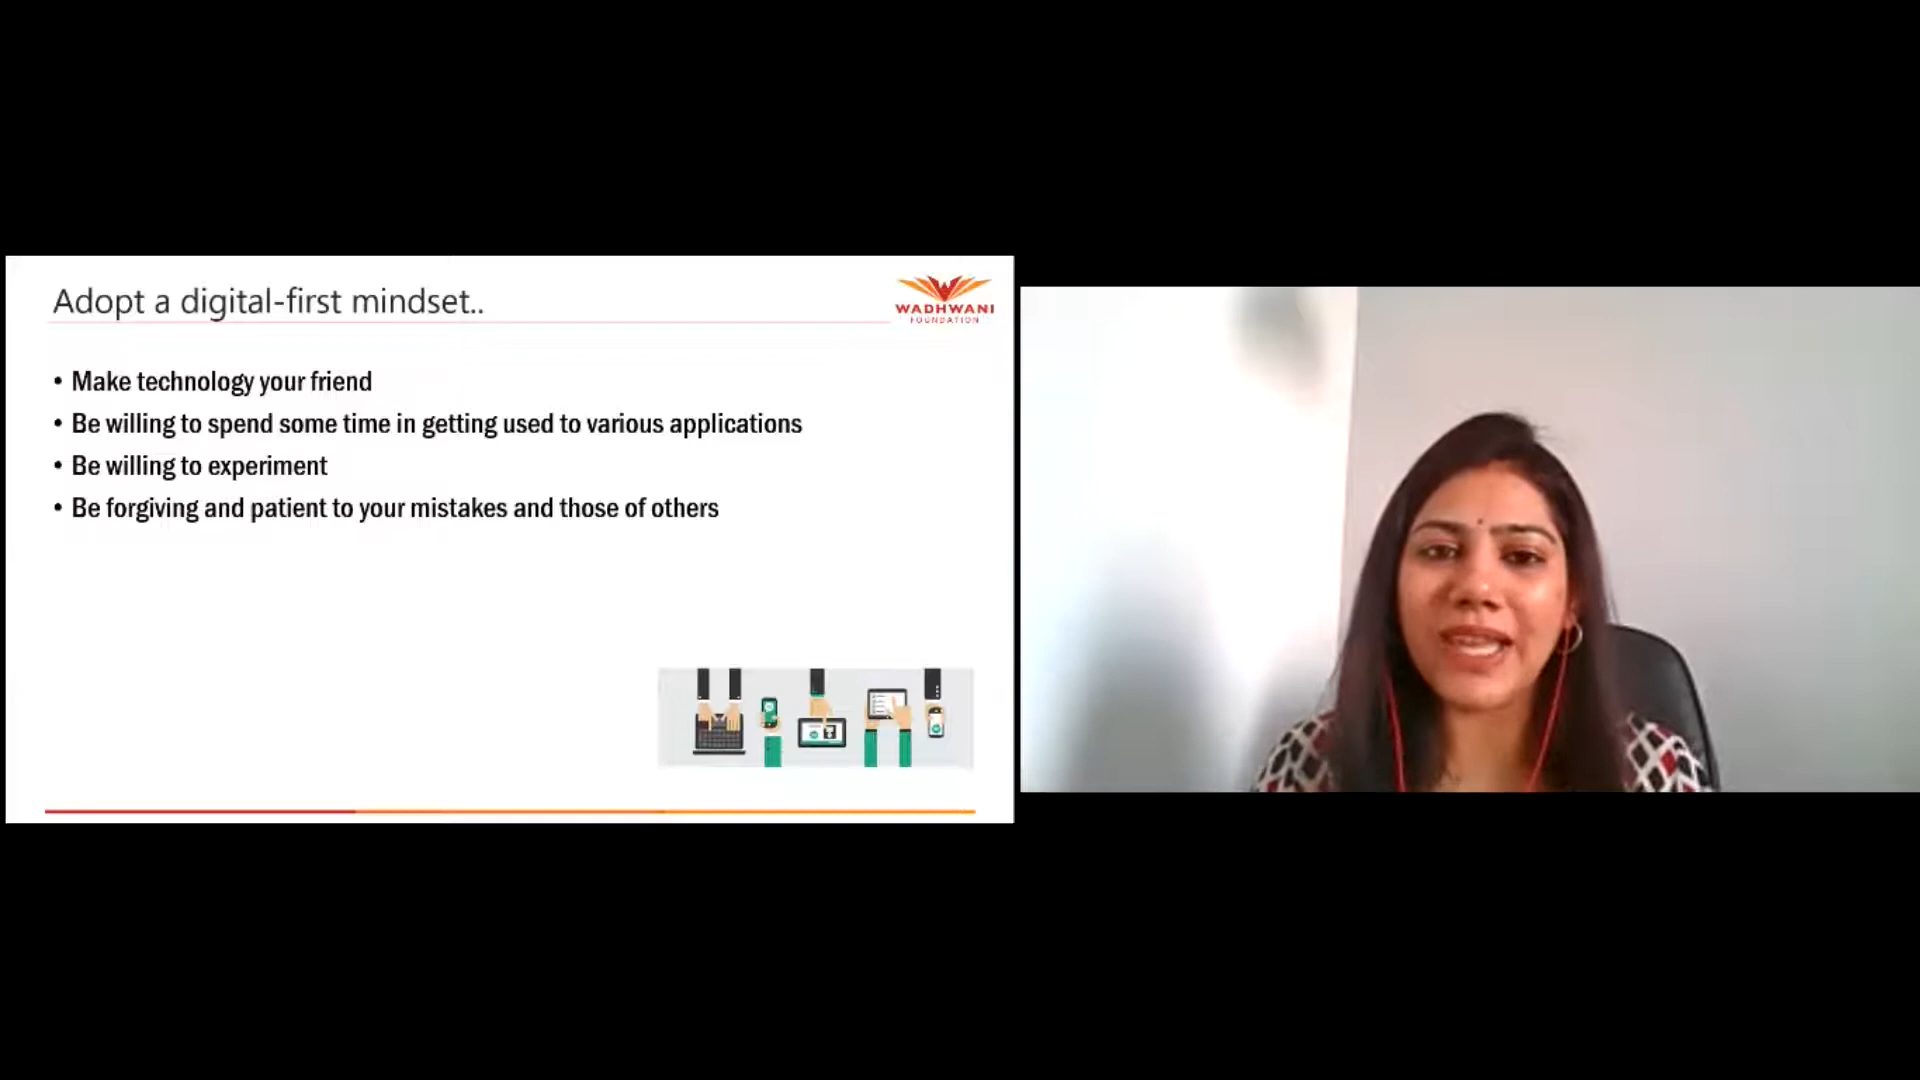 Adopt a digital-first mindset..
WADHWANI
FOUNDATION
• Make technology your friend
• Be willing to spend some time in getting used to various applications
• Be willing to experiment
• Be forgiving and patient to your mistakes and those of others